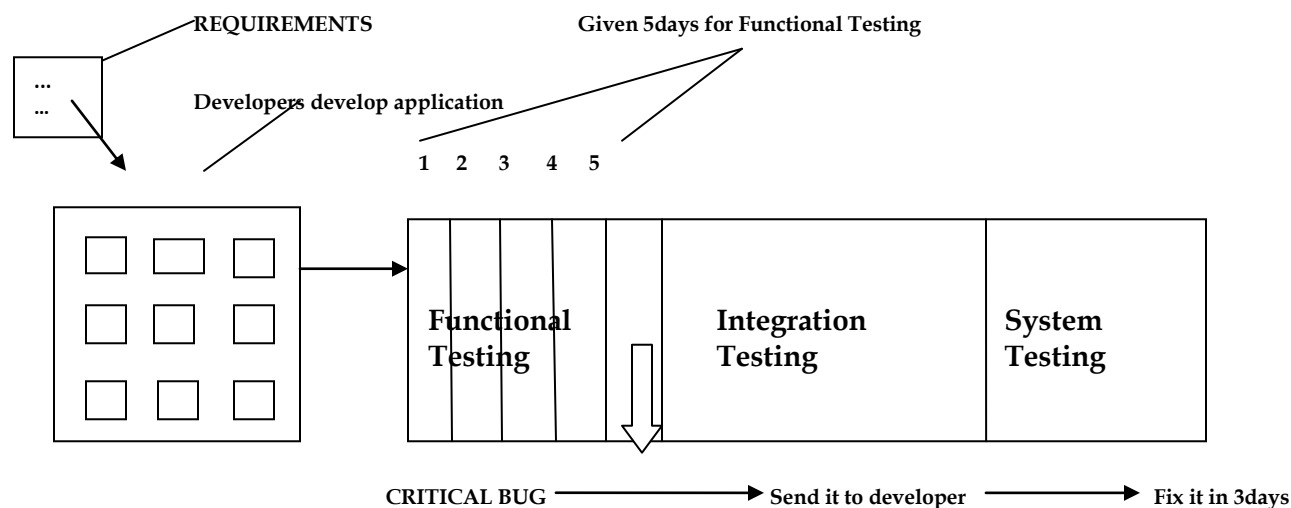 REQUIREMENTS
Given 5days for Functional Testing
...
...
Developers develop application
1 2 3 4 5
Functional
Testing
Integration
Testing
System
Testing
CRITICAL BUG
Send it to developer
Fix it in 3days